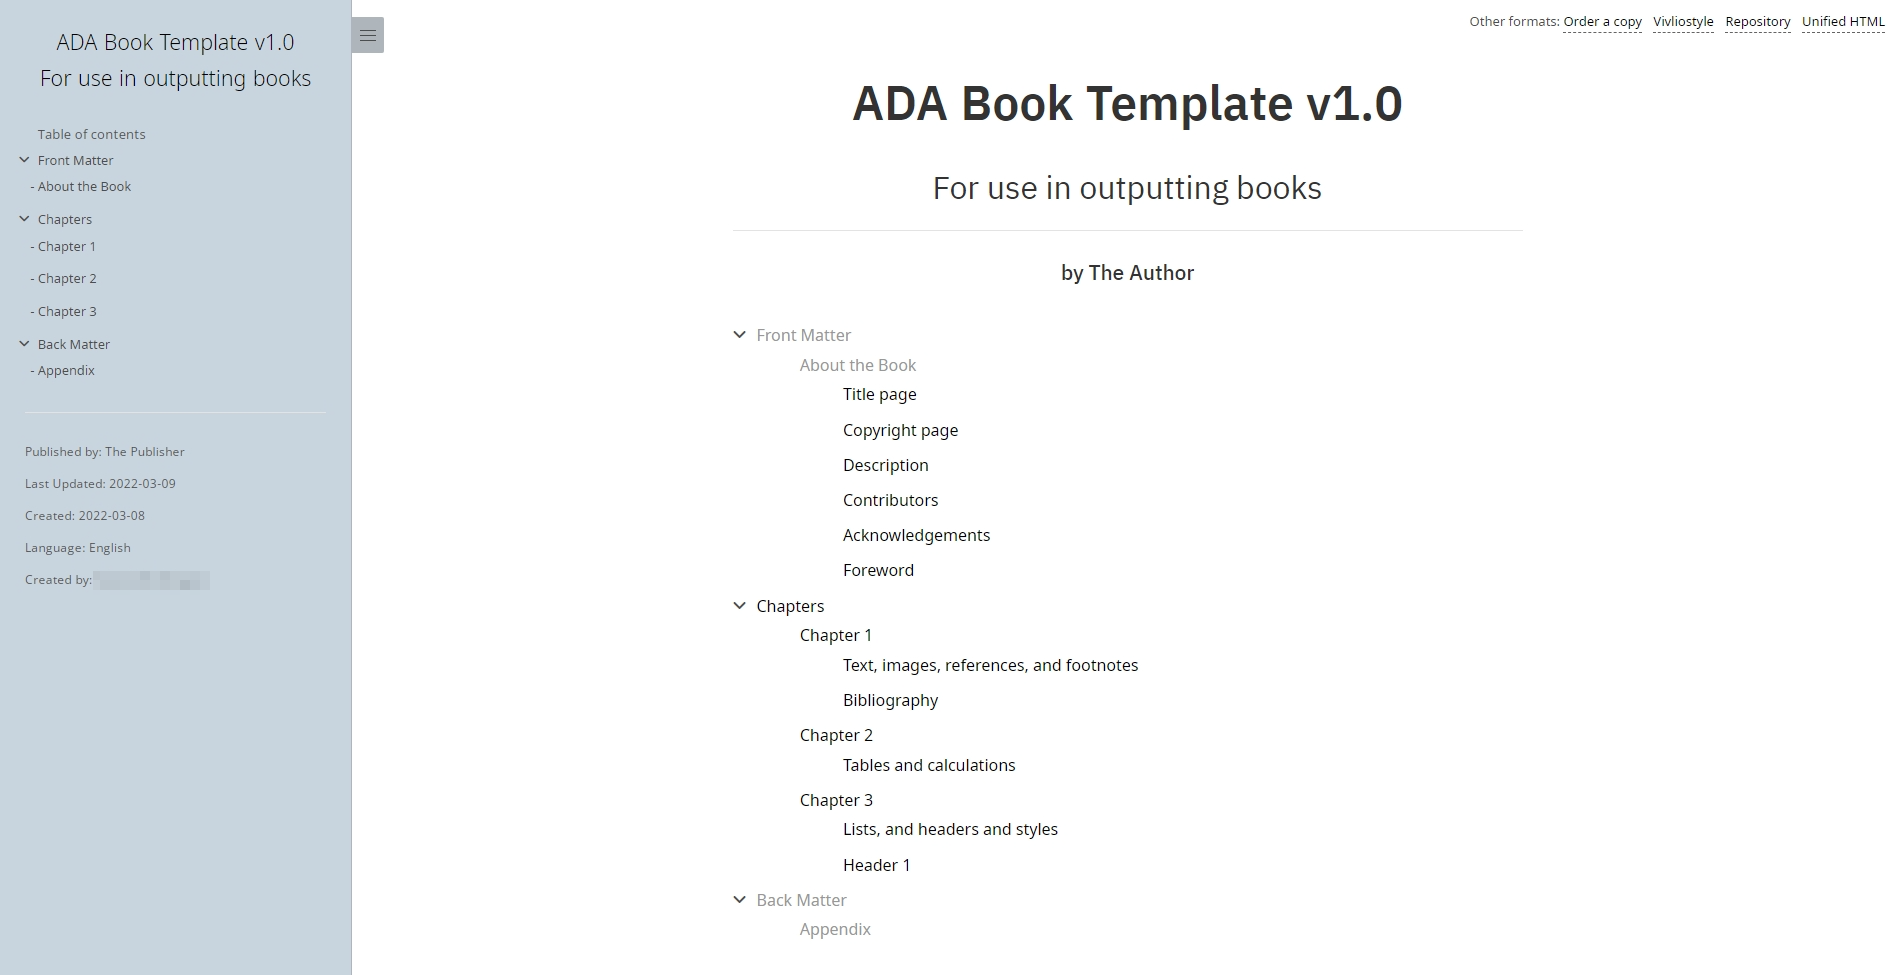 ADA Book Template v1.0
For use in outputting books
Table of contents
Front Matter
- About the Book
Chapters
- Chapter 1
- Chapter 2
- Chapter 3
Back Matter
- Appendix
Published by: The Publisher
Last Updated: 2022-03-09
Created: 2022-03-08
Language: English
Created by:
Other formats: Order a copy Vivliostyle Repository Unified HTML
ADA Book Template v1.0
For use in outputting books
by The Author
Front Matter
About the Book
Title page
Copyright page
Description
Contributors
Acknowledgements
Foreword
Chapters
Chapter 1
Text, images, references, and footnotes
Bibliography
Chapter 2
Tables and calculations
Chapter 3
Lists, and headers and styles
Header 1
Back Matter
Appendix